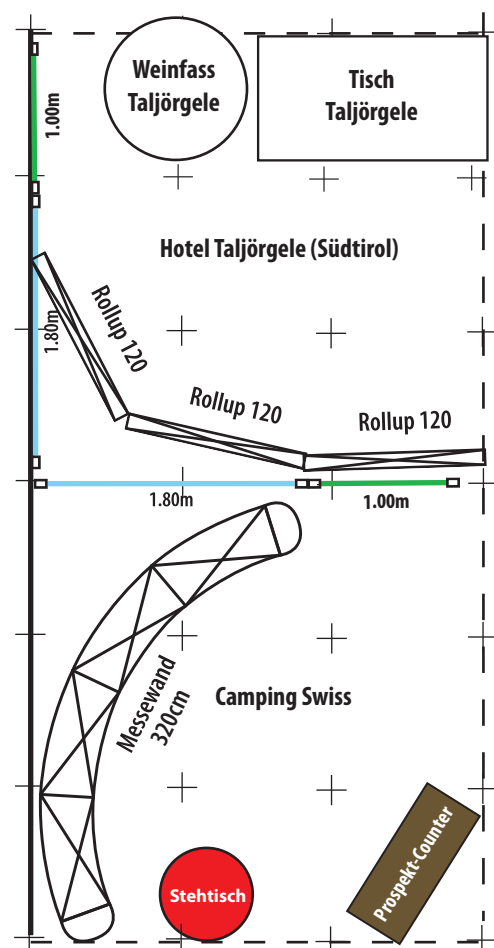 Weinfass
Taljörgele
Tisch
Taljörgele
1.00m
Hotel Taljörgele (Südtirol)
Rollup 120
1.80m
Rollup 120
Rollup 120
1.80m
1.00m
Messewand
320cm
Camping Swiss
Stehtisch
Prospekt-Counter